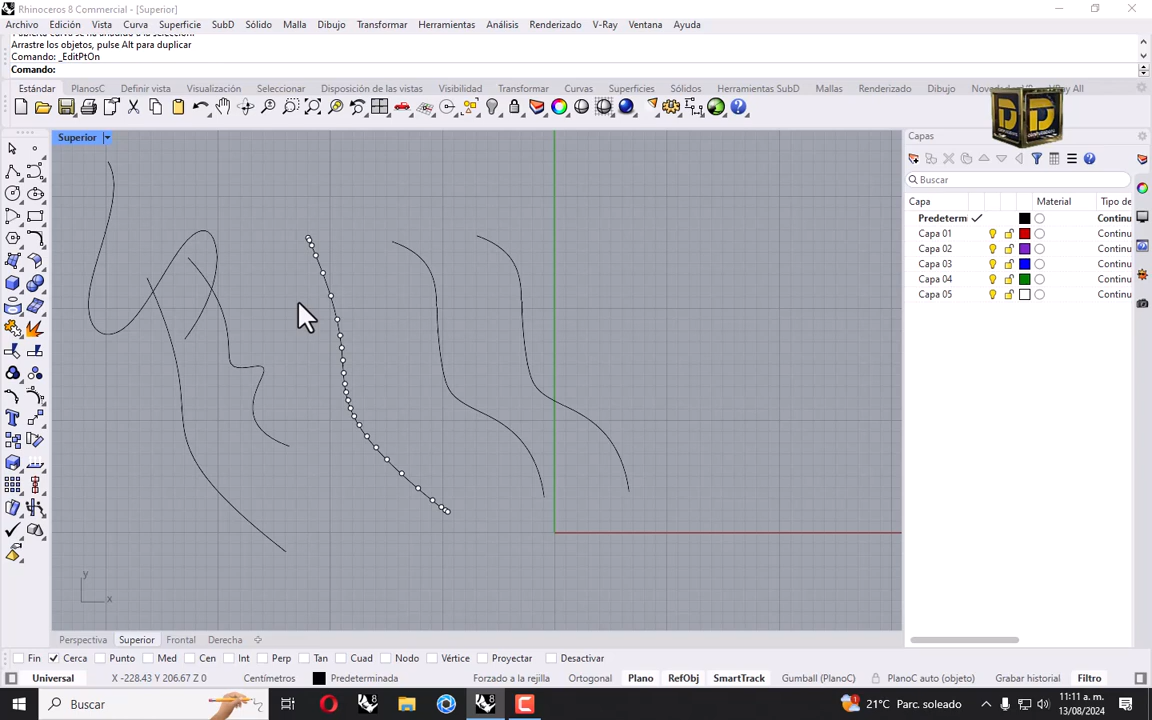 Rhinoceros 8 Commercial - [Superior]
Archivo Edición Vista Curva Superficie SubD Sólido Malla Dibujo Transformar Herramientas Análisis Renderizado V-Ray Ventana Ayuda
Arrastre los objetos, pulse Alt para duplicar
Comando: _EditPtOn
Comando:
Estándar PlanosC Definir vista Visualización Seleccionar Disposición de las vistas Visibilidad Transformar Curvas Superficies Sólidos Herramientas SubD Mallas Renderizado Dibujo
Superior
Capas
Buscar
Capa Material Tipo de
Predeterm Continu
Capa 01 Continu
Capa 02 Continu
Capa 03 Continu
Capa 04 Continu
Capa 05 Continu
y
x
Perspectiva Superior Frontal Derecha
Fin Cerca Punto Med Cen Int Perp Tan Cuad Nodo Vértice Proyectar Desactivar
Universal X -228.43 Y 206.67 Z 0 Centímetros Predeterminada Forzado a la rejilla Ortogonal Plano RefObj SmartTrack Gumball (PlanoC) PlanoC auto (objeto) Grabar historial Filtro
Buscar 21°C Parc. soleado 11:11 a. m.
13/08/2024